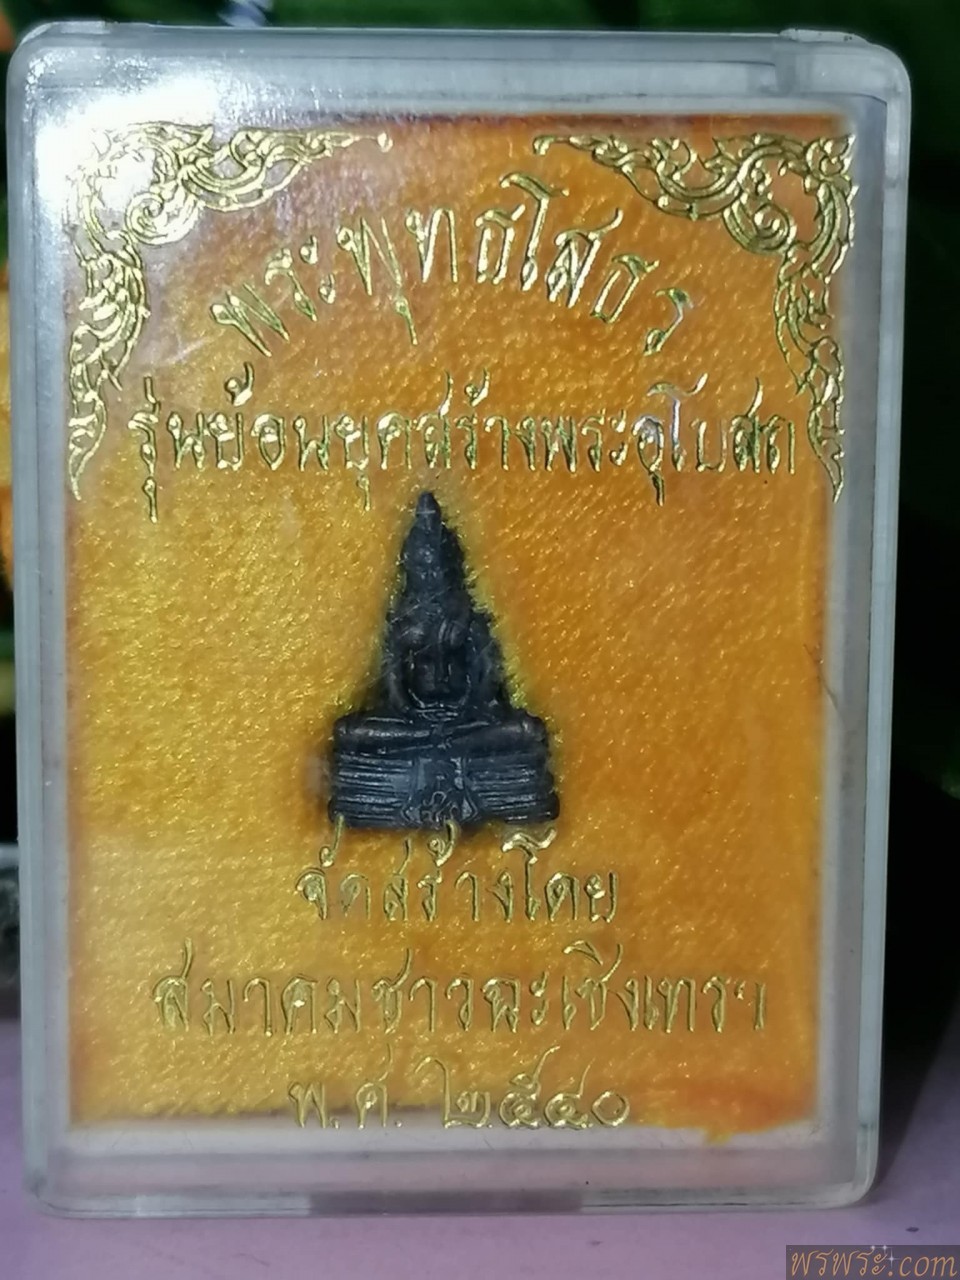 พระพุทธโสธร
รุ่นย้อนยุคสร้างพระอุโบสถ
จัดสร้างโดย
สมาคมชาวฉะเชิงเทรา
พ.ศ. ๒๕๔๐
พรพระ.com